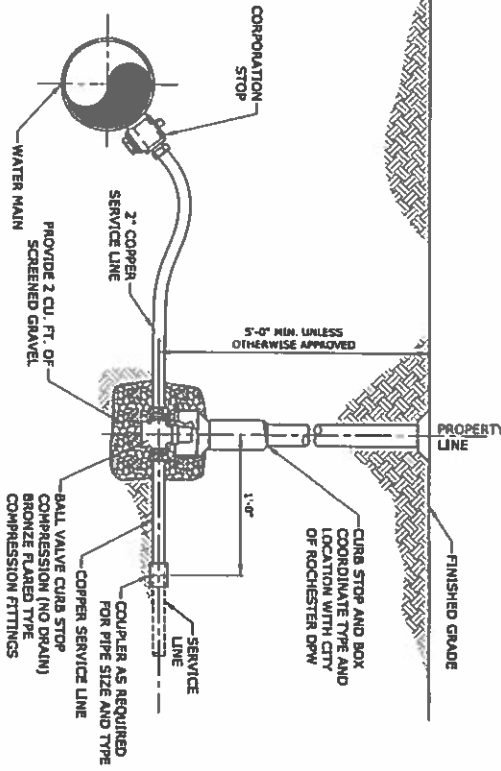 CORPORATION
STOP
WATER MAIN
2" COPPER
SERVICE LINE
PROVIDE 2 CU. FT. OF
SCREENED GRAVEL
5'-0" MIN. UNLESS
OTHERWISE APPROVED
PROPERTY
LINE
FINISHED GRADE
CURB STOP AND BOX
COORDINATE TYPE AND
LOCATION WITH CITY
OF ROCHESTER DPW
1'-0"
SERVICE
LINE
COUPLER AS REQUIRED
FOR PIPE SIZE AND TYPE
COPPER SERVICE LINE
BALL VALVE CURB STOP
COMPRESSION (NO DRAIN)
BRONZE FLARED TYPE
COMPRESSION FITTINGS